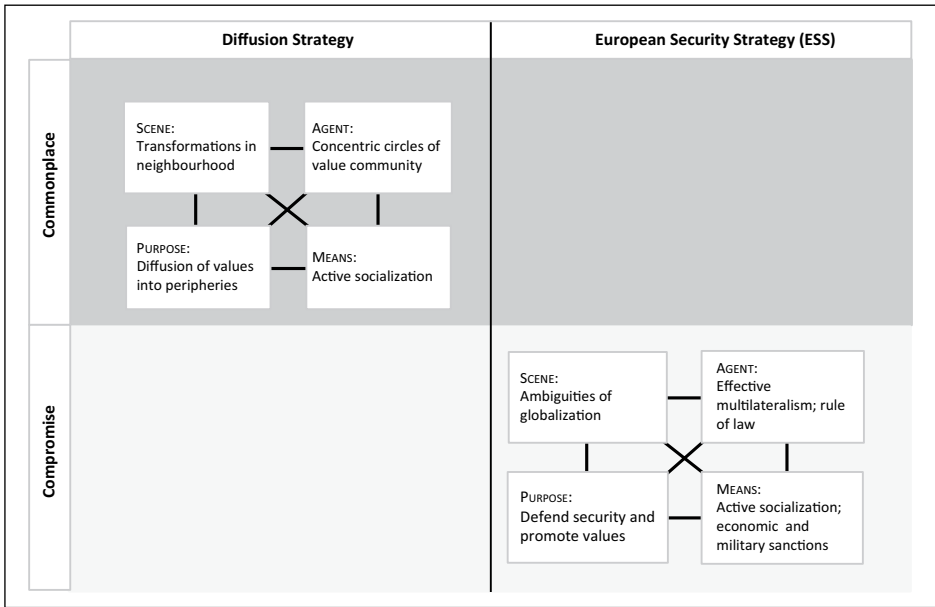 Diffusion Strategy
European Security Strategy (ESS)
Commonplace
SCENE:
Transformations in
neighbourhood
AGENT:
Concentric circles of
value community
PURPOSE:
Diffusion of values
into peripheries
MEANS:
Active socialization
Compromise
SCENE:
Ambiguities of
globalization
AGENT:
Effective
multilateralism; rule
of law
PURPOSE:
Defend security and
promote values
MEANS:
Active socialization;
economic and
military sanctions